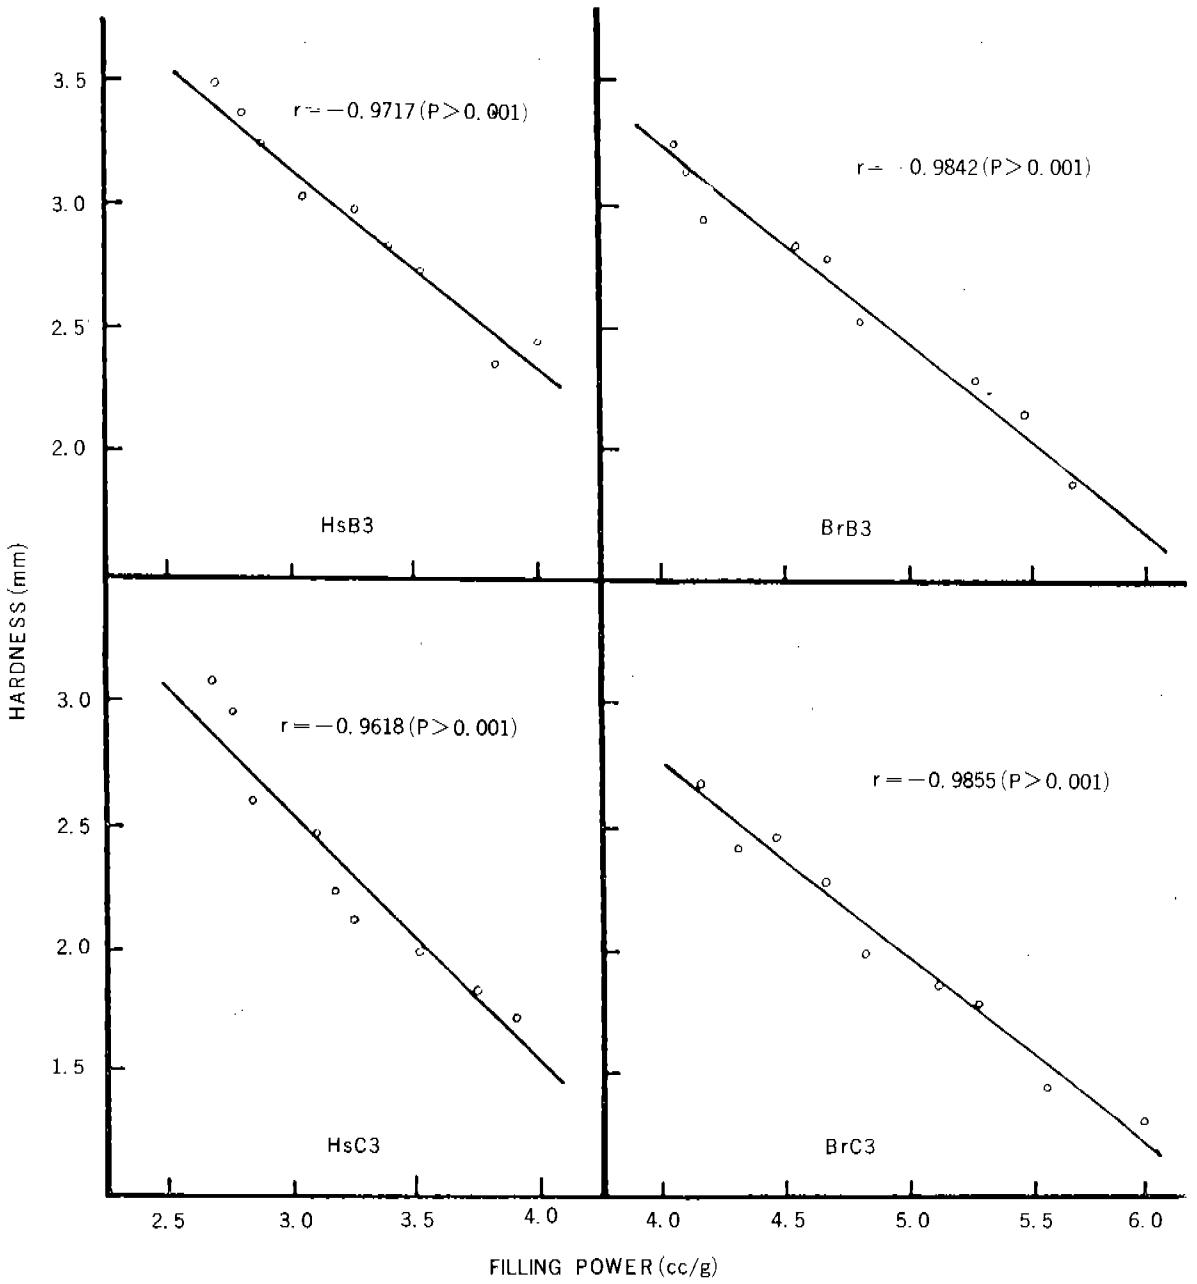 3.5
r=-0.9717(P>0.001)
3.0
2.5
2.0
HsB3
r= -0.9842(P>0.001)
BrB3
HARDNESS (mm)
3.0
r=-0.9618(P>0.001)
2.5
2.0
1.5
HsC3
2.5 3.0 3.5 4.0
r=-0.9855(P>0.001)
BrC3
4.0 4.5 5.0 5.5 6.0
FILLING POWER (cc/g)